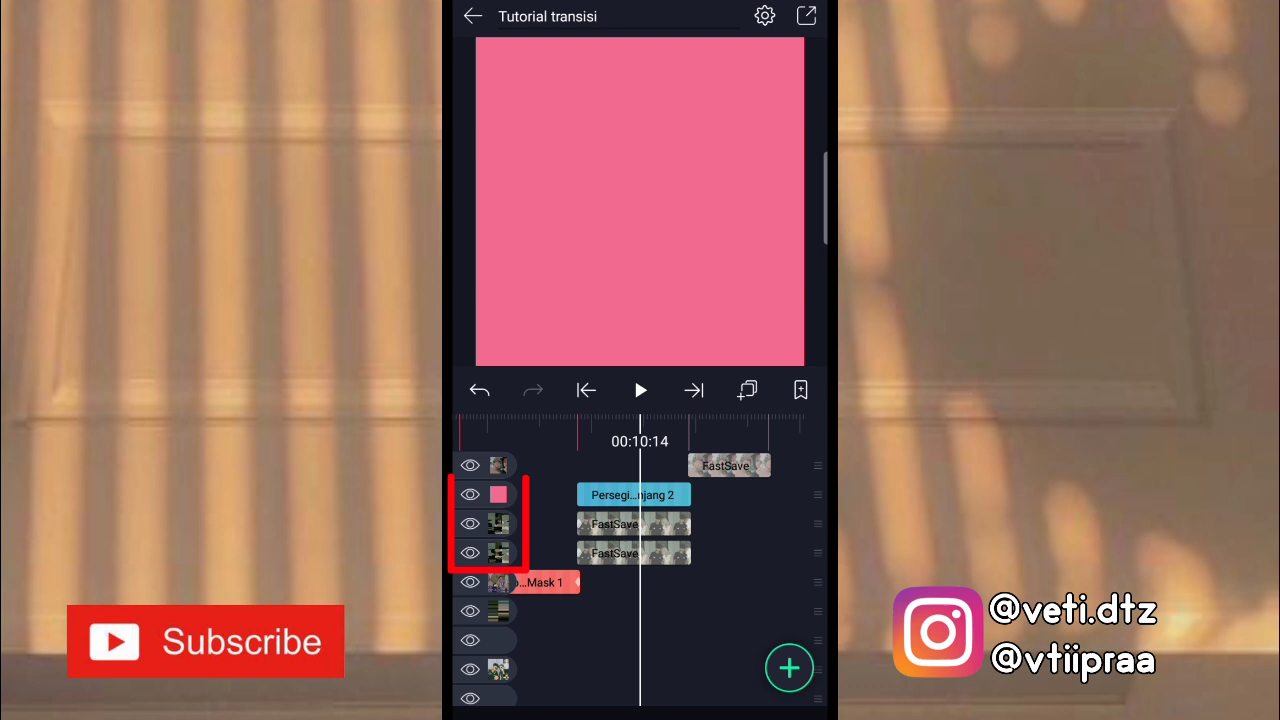 Tutorial transisi
00:10:14
FastSave
Persegi...njang 2
FastSave
FastSave
...Mask 1
Subscribe
@veti.dtz
@vtiipraa